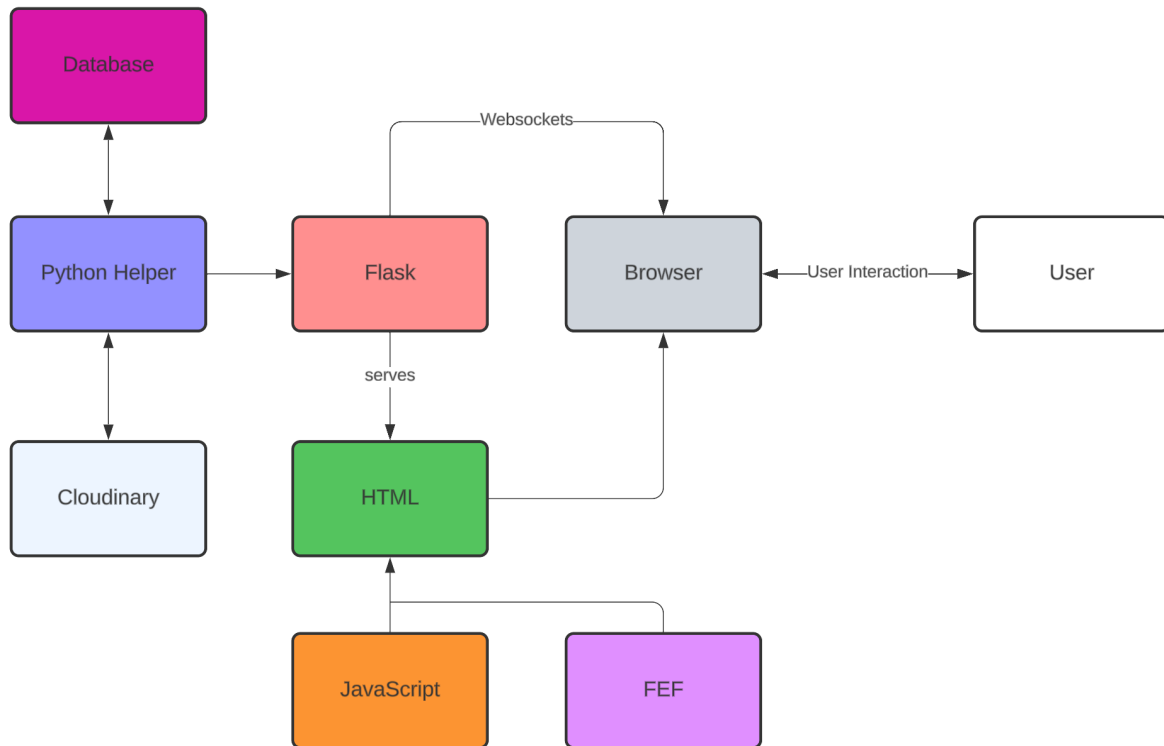 Database
Websockets
Python Helper
Flask
Browser
User Interaction
User
serves
Cloudinary
HTML
JavaScript
FEF